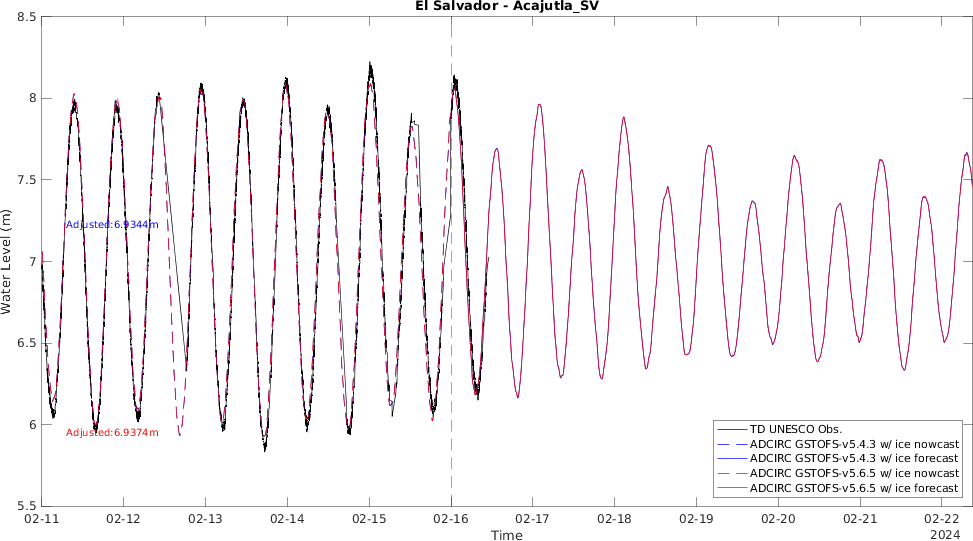 El Salvador - Acajutla_SV
8.5
8
7.5
7
6.5
6
5.5
Water Level (m)
Adjusted:6.9344m
Adjusted:6.9374m
TD UNESCO Obs.
ADCIRC GSTOFS-v5.4.3 w/ ice nowcast
ADCIRC GSTOFS-v5.4.3 w/ ice forecast
ADCIRC GSTOFS-v5.6.5 w/ ice nowcast
ADCIRC GSTOFS-v5.6.5 w/ ice forecast
02-11 02-12 02-13 02-14 02-15 02-16 02-17 02-18 02-19 02-20 02-21 02-22
Time
2024